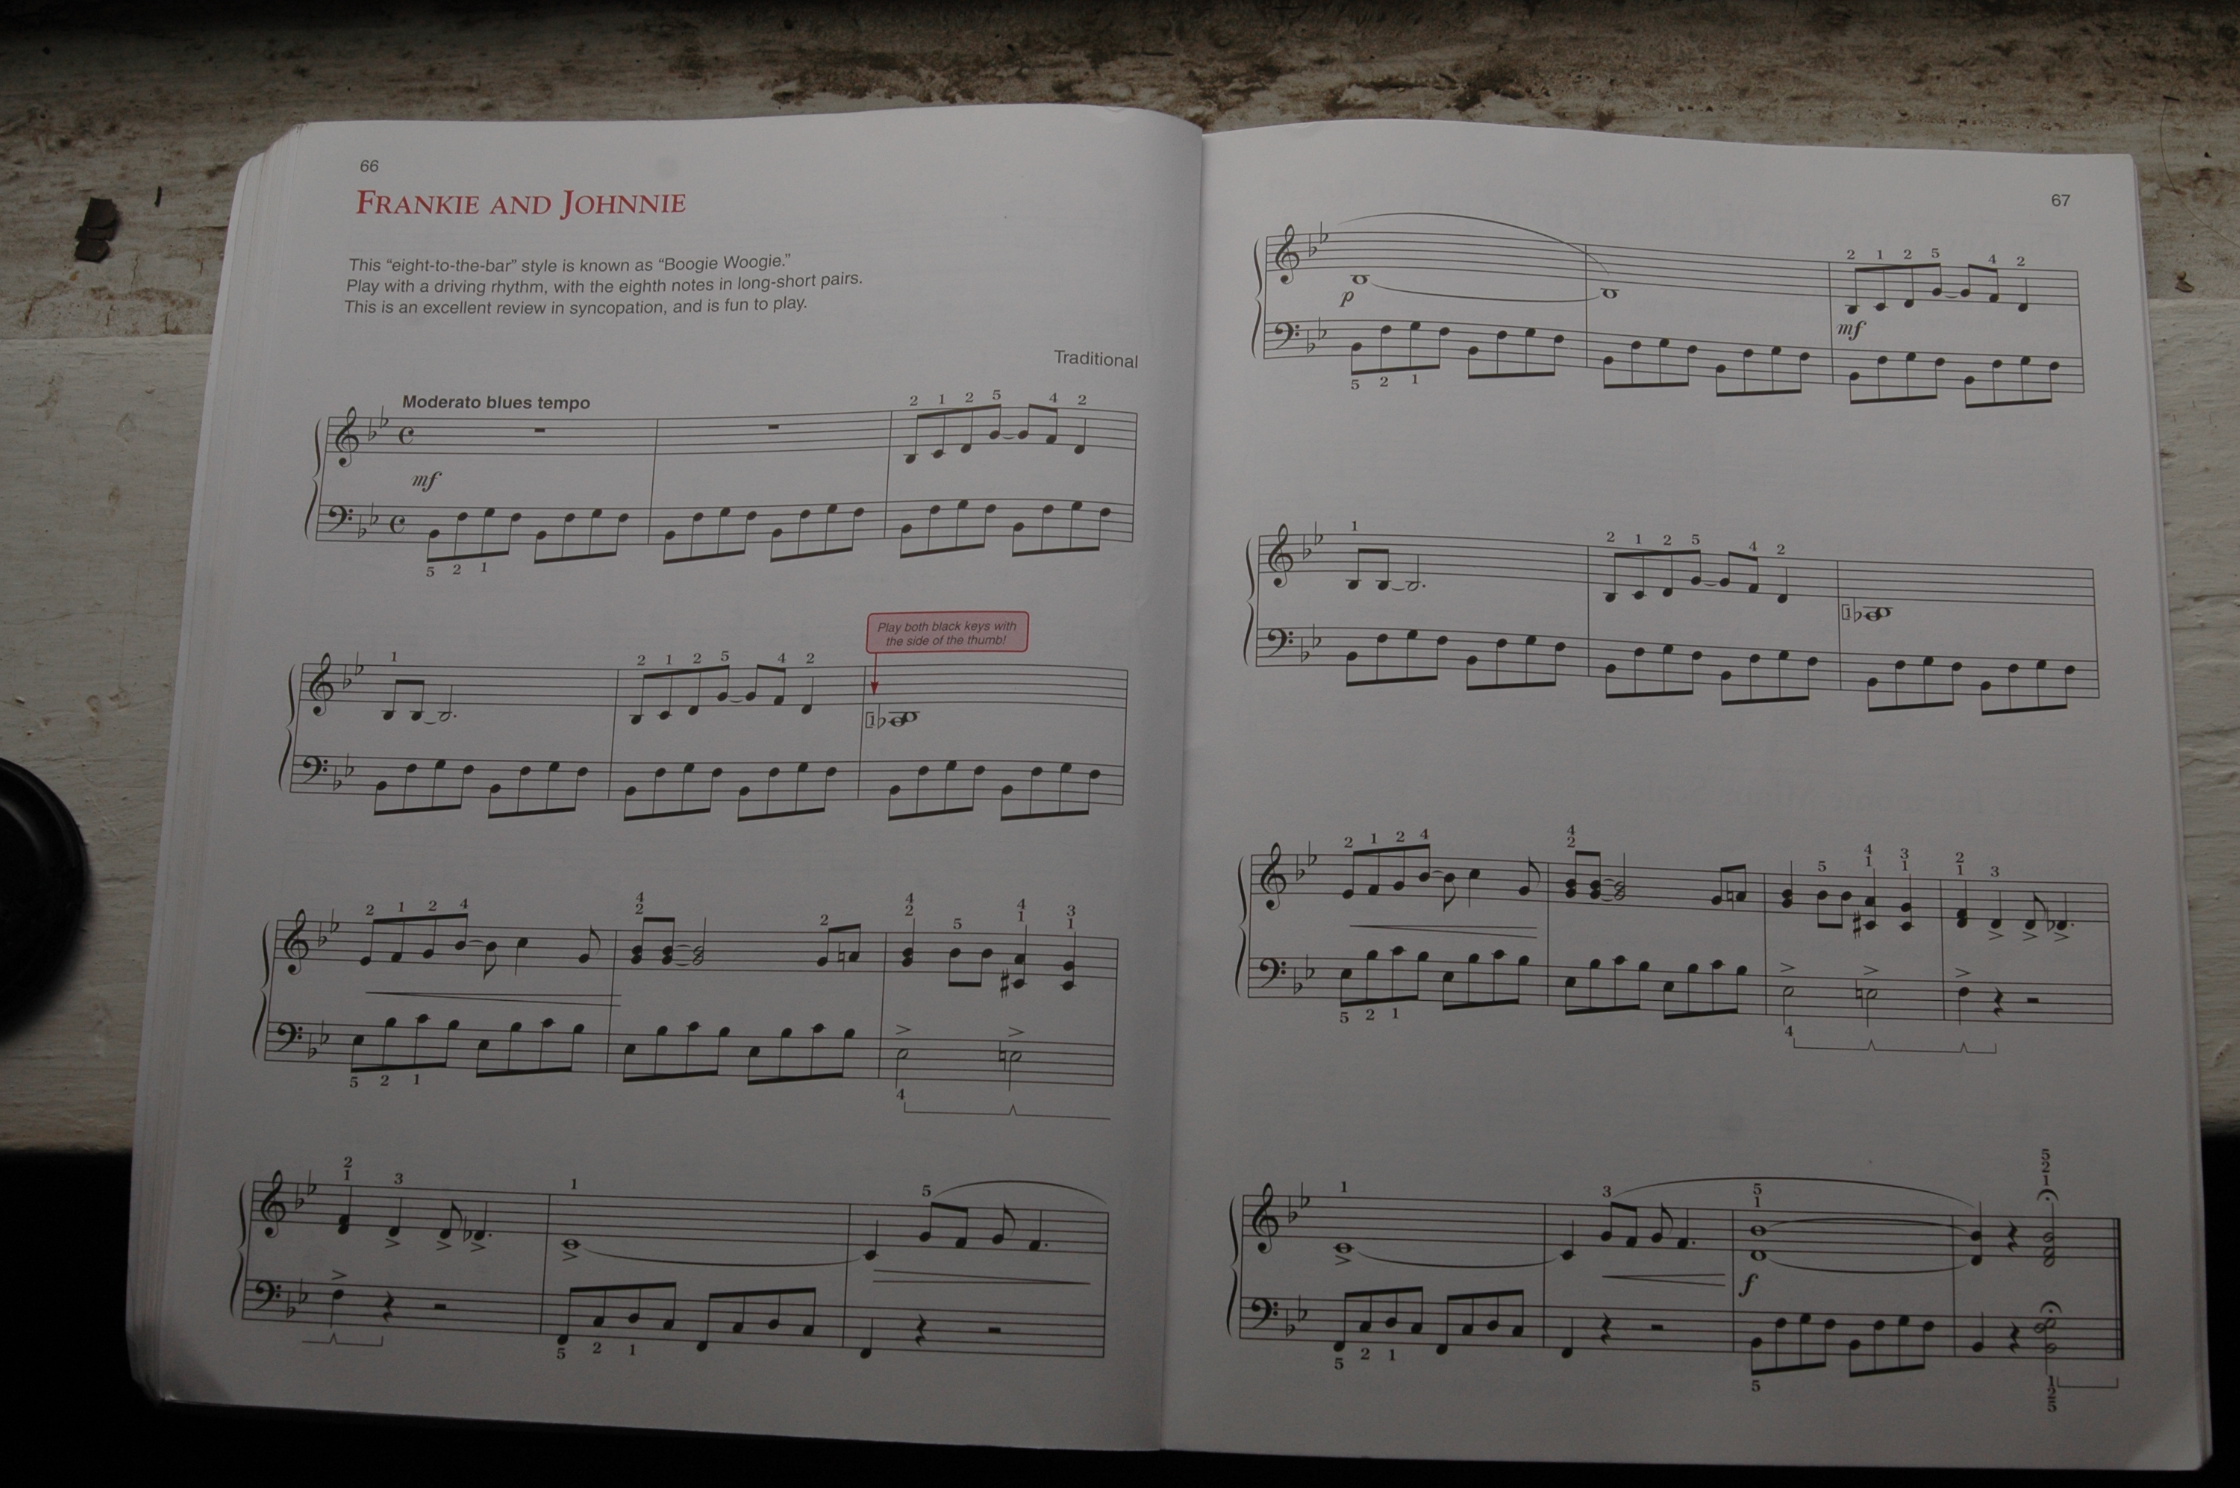 66
FRANKIE AND JOHNNIE
This “eight-to-the-bar” style is known as “Boogie Woogie.”
Play with a driving rhythm, with the eighth notes in long-short pairs.
This is an excellent review in syncopation, and is fun to play.
Traditional
Moderato blues tempo
2 1 2 5 4 2
mf
5 2 1
Play both black keys with
the side of the thumb!
1
2 1 2 5 4 2
1
2 1 2 4
4
2
2
4
2
5
4
1
3
1
5 2 1
4
2
1
3
1
5
5 2 1
67
2 1 2 5 4 2
p
mf
5 2 1
1
2 1 2 5 4 2
1
2 1 2 4
4
2
5
4
1
3
1
2
1
3
5 2 1
4
1
3
5
1
5
2
1
f
5 2 1
5
1
2
5